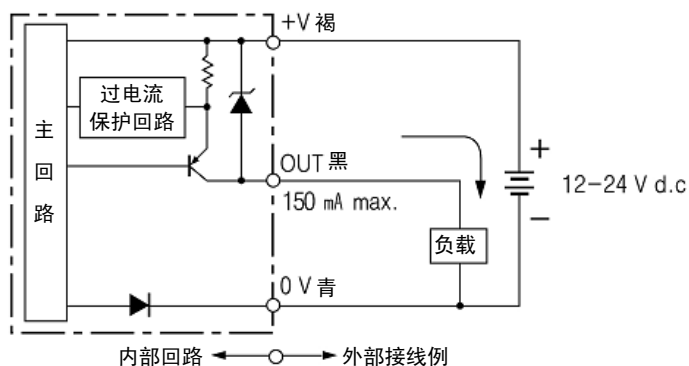 +V 褐
过电流
保护回路
主
回
路
OUT 黑
150 mA max.
+
12-24 V d.c
−
负载
0 V 青
内部回路
外部接线例